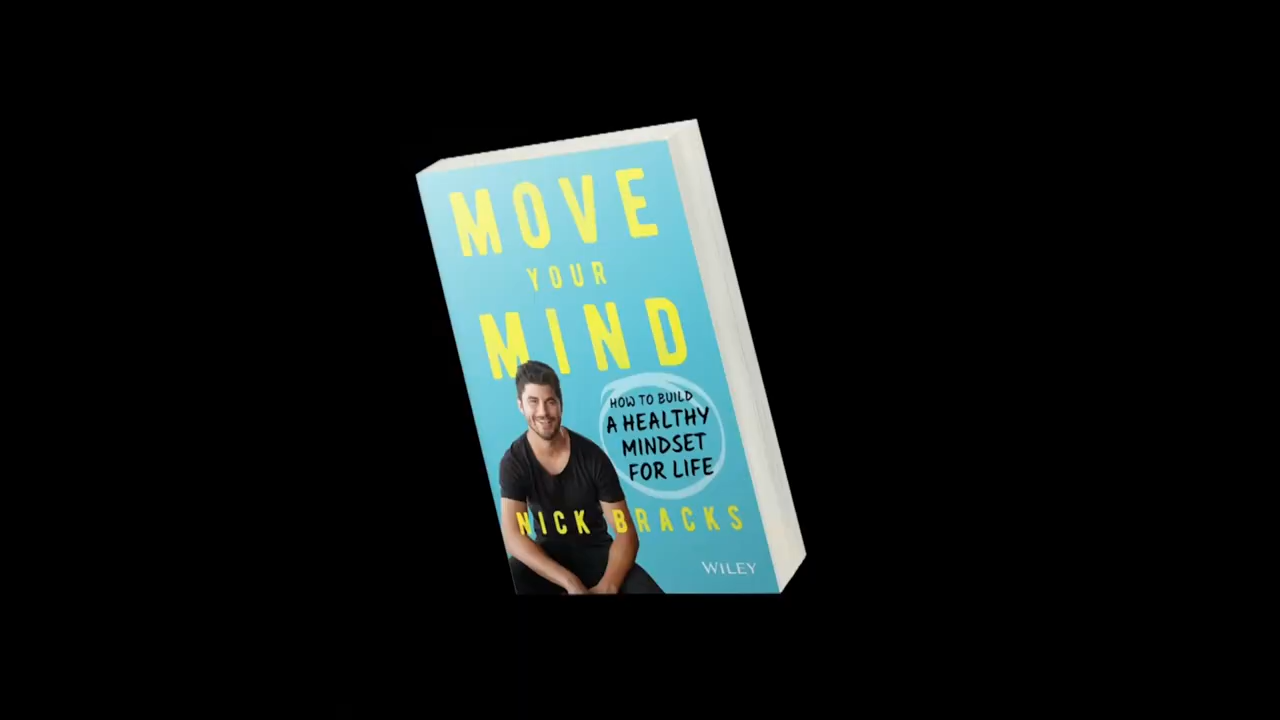 MOVE
YOUR
MIND
HOW TO BUILD
A HEALTHY
MINDSET
FOR LIFE
NICK BRACKS
WILEY